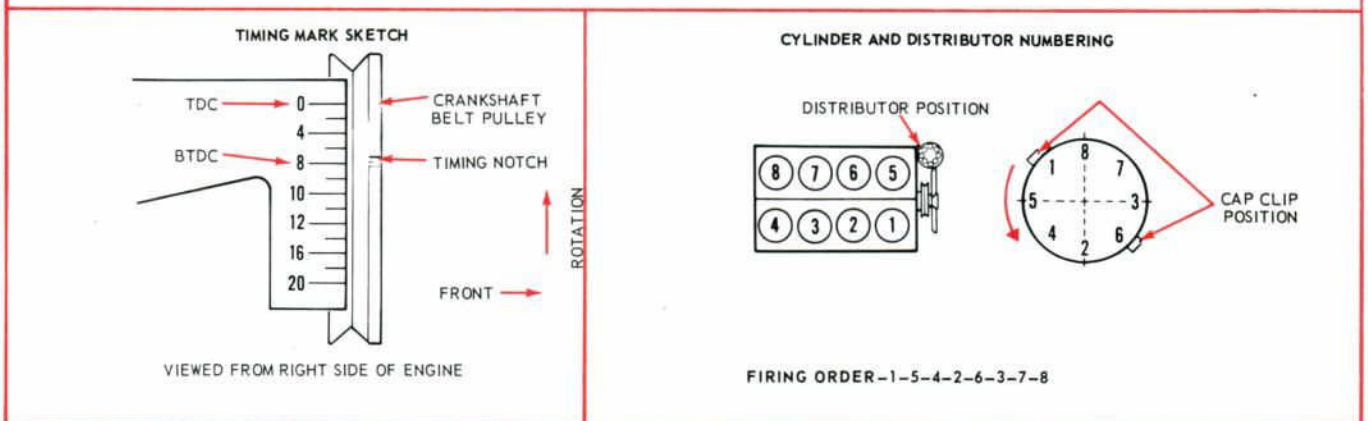 TIMING MARK SKETCH
TDC
0
4
BTDC
8
10
12
16
20
CRANKSHAFT
BELT PULLEY
TIMING NOTCH
ROTATION
FRONT
VIEWED FROM RIGHT SIDE OF ENGINE
CYLINDER AND DISTRIBUTOR NUMBERING
DISTRIBUTOR POSITION
8 7 6 5
4 3 2 1
8
1 7
5 3
4 6
2
CAP CLIP
POSITION
FIRING ORDER–1–5–4–2–6–3–7–8